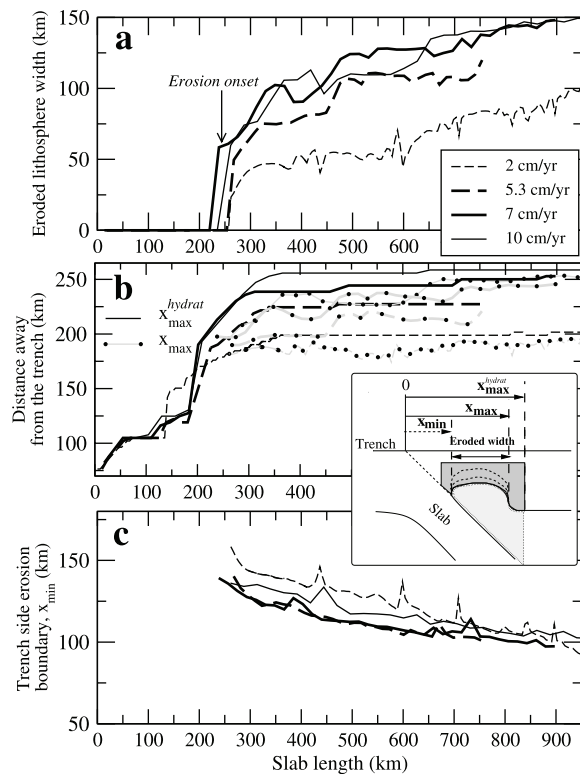 150
a
Eroded lithosphere width (km)
Erosion onset
100
50
0
2 cm/yr
5.3 cm/yr
7 cm/yr
10 cm/yr
0 100 200 300 400 500 600 700 800 900
250
b
Distance away
from the trench (km)
x_max^hydrat
x_max
200
150
100
0 100 200 300 400
0
x_max^hydrat
x_max
x_min
Trench
Eroded width
Slab
c
Trench side erosion
boundary, x_min (km)
150
100
50
0 100 200 300 400 500 600 700 800 900
Slab length (km)